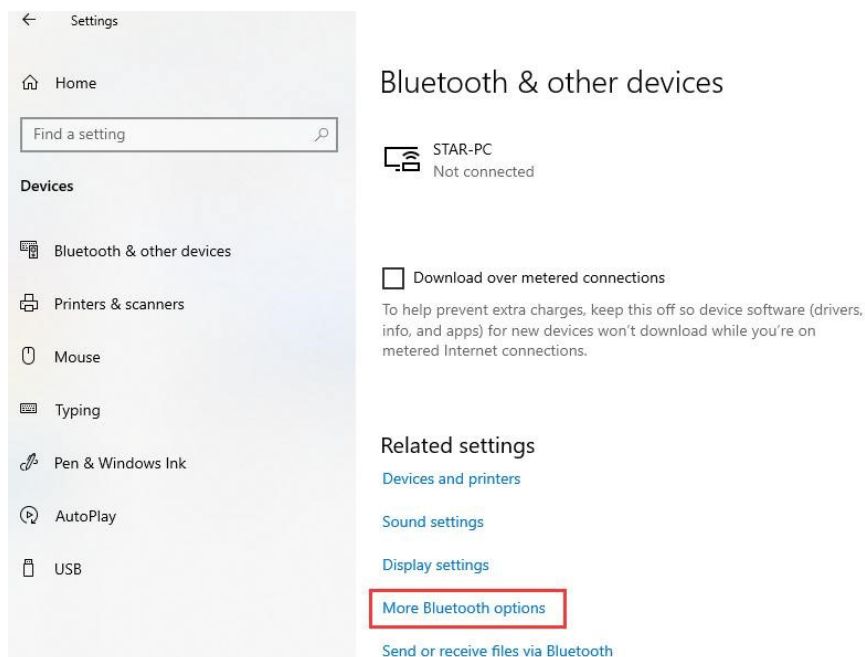 Settings
Home
Find a setting
Devices
Bluetooth & other devices
Printers & scanners
Mouse
Typing
Pen & Windows Ink
AutoPlay
USB
Bluetooth & other devices
STAR-PC
Not connected
Download over metered connections
To help prevent extra charges, keep this off so device software (drivers,
info, and apps) for new devices won't download while you're on
metered Internet connections.
Related settings
Devices and printers
Sound settings
Display settings
More Bluetooth options
Send or receive files via Bluetooth